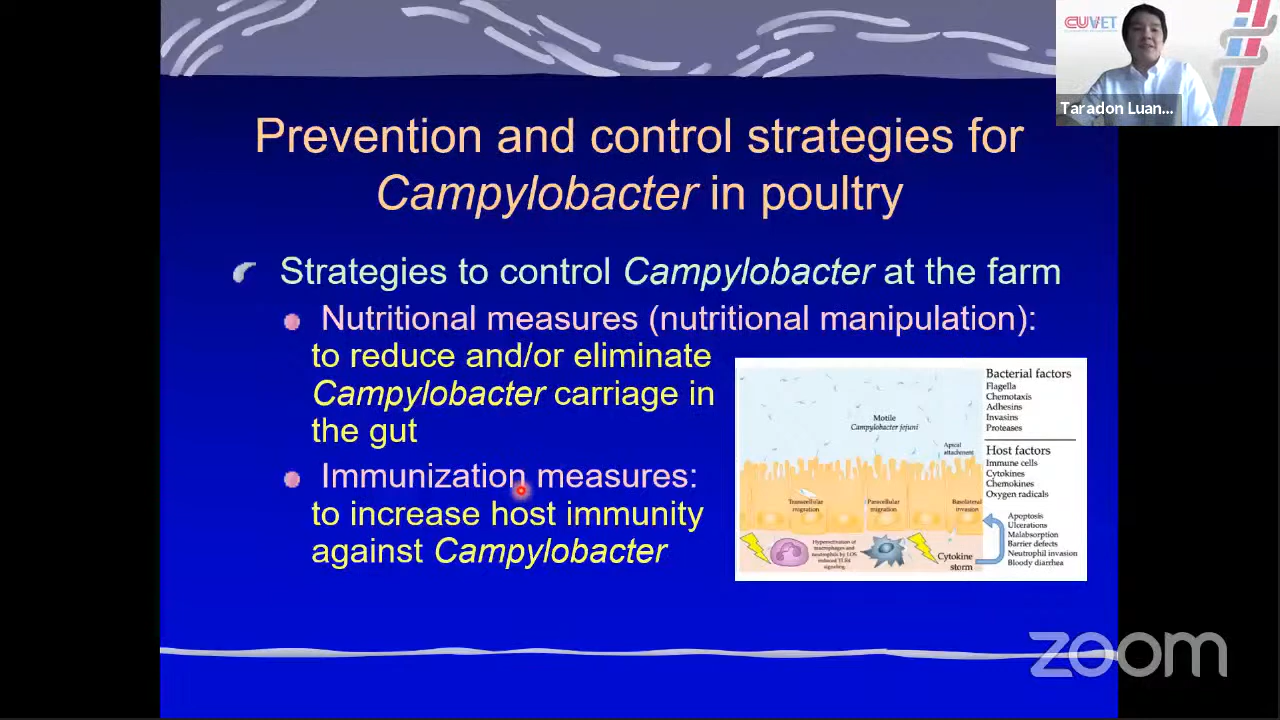 CUVET
Taradon Luan...
Prevention and control strategies for
Campylobacter in poultry
Strategies to control Campylobacter at the farm
Nutritional measures (nutritional manipulation):
to reduce and/or eliminate
Campylobacter carriage in
the gut
Immunization measures:
to increase host immunity
against Campylobacter
Motile
Campylobacter jejuni
Apical
attachment
Transcellular
migration
Paracellular
migration
Basolateral
invasion
Hyperactivation of
macrophages and
neutrophils by LOS
induced TLR4
signaling
Cytokine
storm
Bacterial factors
Flagella
Chemotaxis
Adhesins
Invasins
Proteases
Host factors
Immune cells
Cytokines
Chemokines
Oxygen radicals
Apoptosis
Ulcerations
Malabsorption
Barrier defects
Neutrophil invasion
Bloody diarrhea
zoom